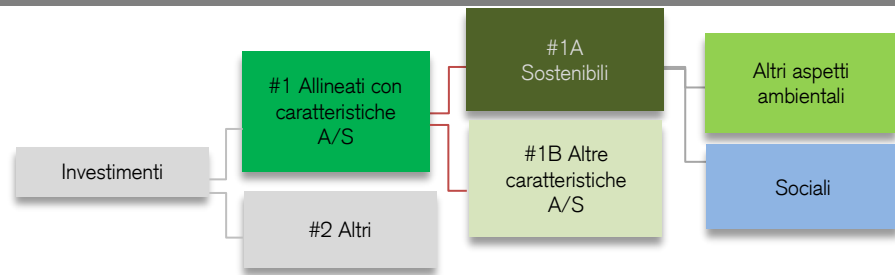 Investimenti
#1 Allineati con
caratteristiche
A/S
#2 Altri
#1A
Sostenibili
#1B Altre
caratteristiche
A/S
Altri aspetti
ambientali
Sociali